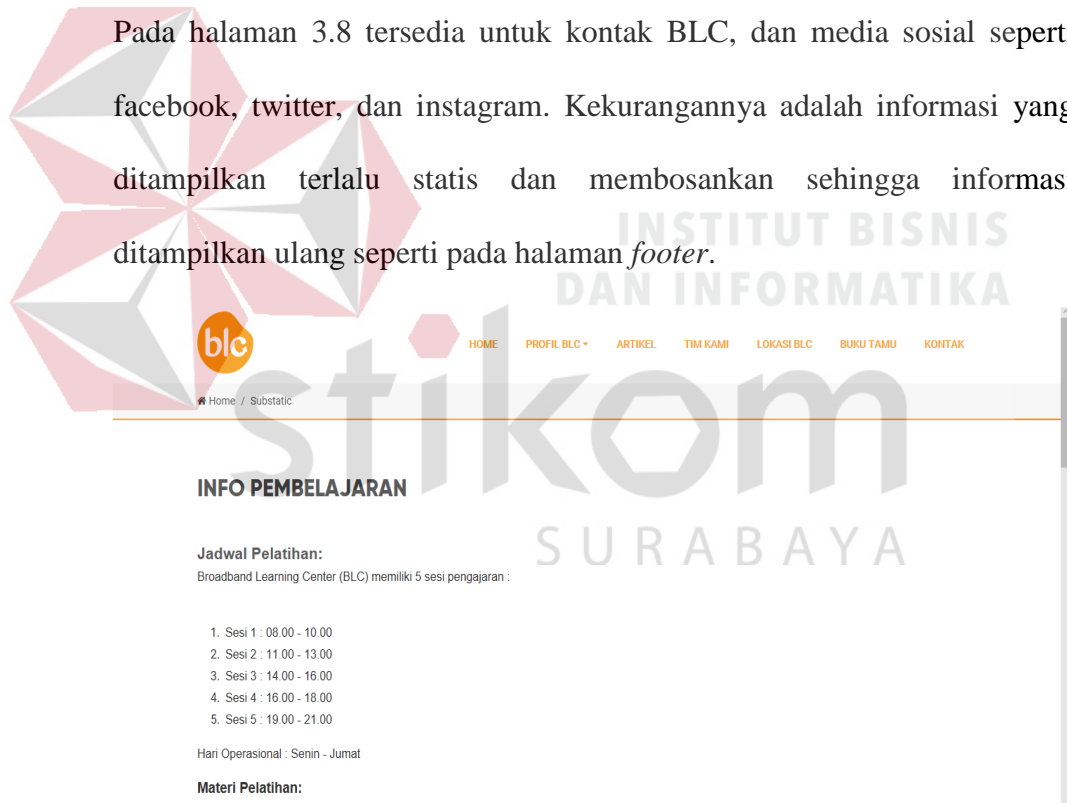 Pada halaman 3.8 tersedia untuk kontak BLC, dan media sosial seperti
facebook, twitter, dan instagram. Kekurangannya adalah informasi yang
ditampilkan terlalu statis dan membosankan sehingga informasi
ditampilkan ulang seperti pada halaman footer.
INSTITUT BISNIS
DAN INFORMATIKA
stikom
SURABAYA
blc
HOME PROFIL BLC ARTIKEL TIM KAMI LOKASI BLC BUKU TAMU KONTAK
Home / Substatic
INFO PEMBELAJARAN
Jadwal Pelatihan:
Broadband Learning Center (BLC) memiliki 5 sesi pengajaran :
1. Sesi 1 : 08.00 - 10.00
2. Sesi 2 : 11.00 - 13.00
3. Sesi 3 : 14.00 - 16.00
4. Sesi 4 : 16.00 - 18.00
5. Sesi 5 : 19.00 - 21.00
Hari Operasional : Senin - Jumat
Materi Pelatihan: